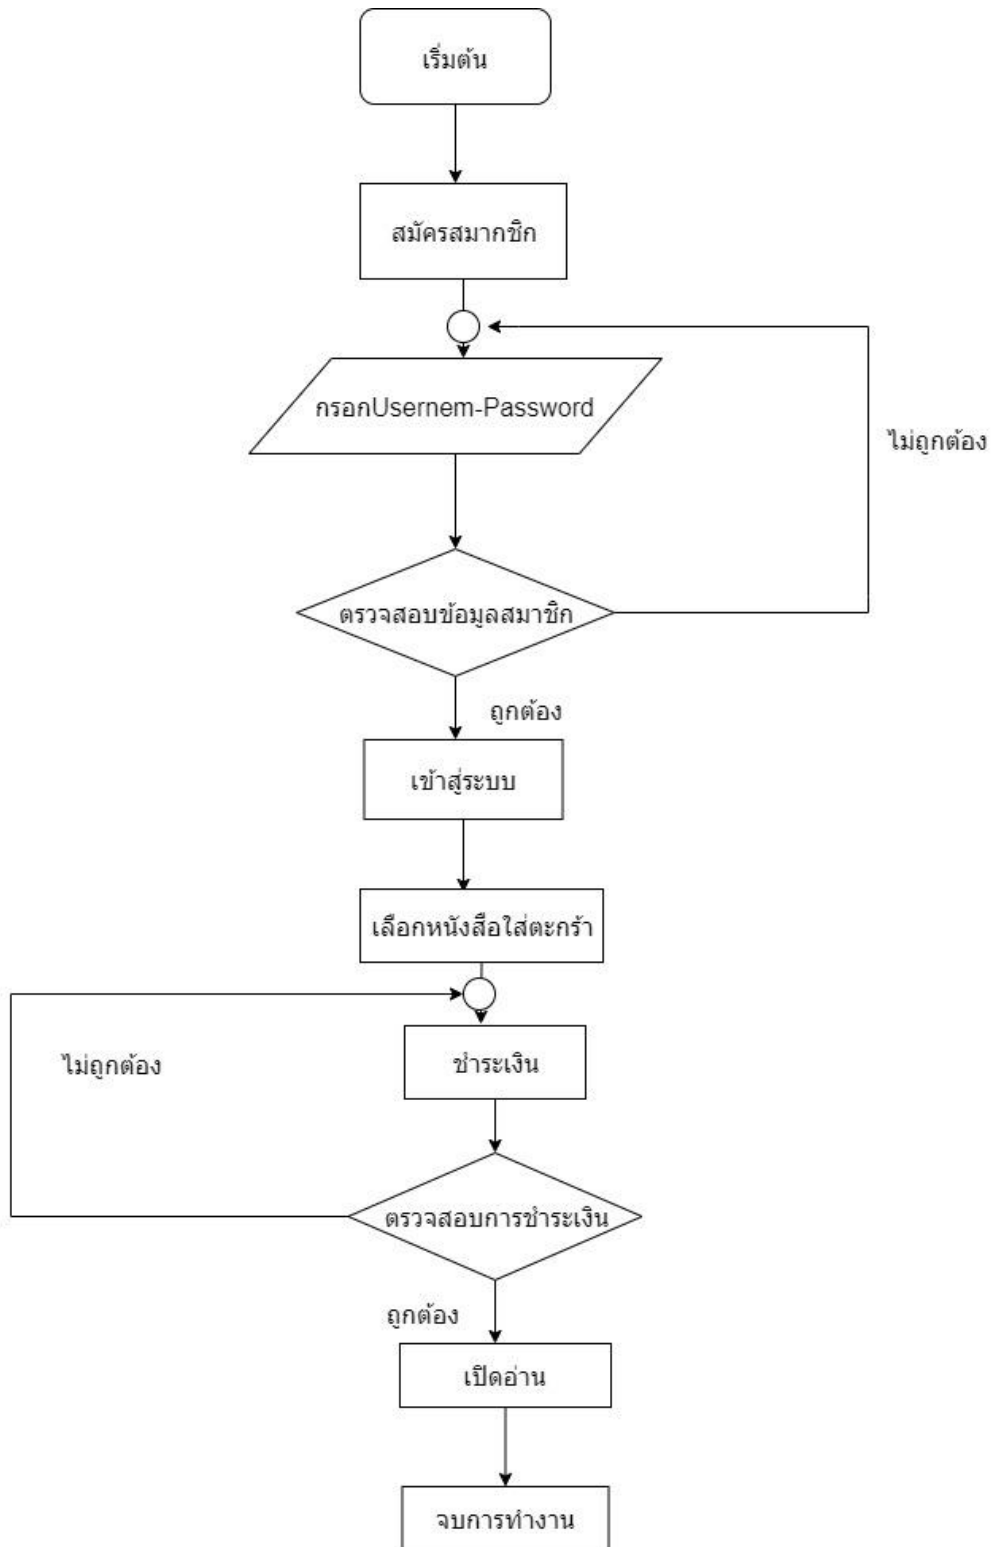 เริ่มต้น
สมัครสมากชิก
กรอกUsernem-Password
ไม่ถูกต้อง
ตรวจสอบข้อมูลสมาชิก
ถูกต้อง
เข้าสู่ระบบ
เลือกหนังสือใส่ตะกร้า
ไม่ถูกต้อง
ชำระเงิน
ตรวจสอบการชำระเงิน
ถูกต้อง
เปิดอ่าน
จบการทำงาน